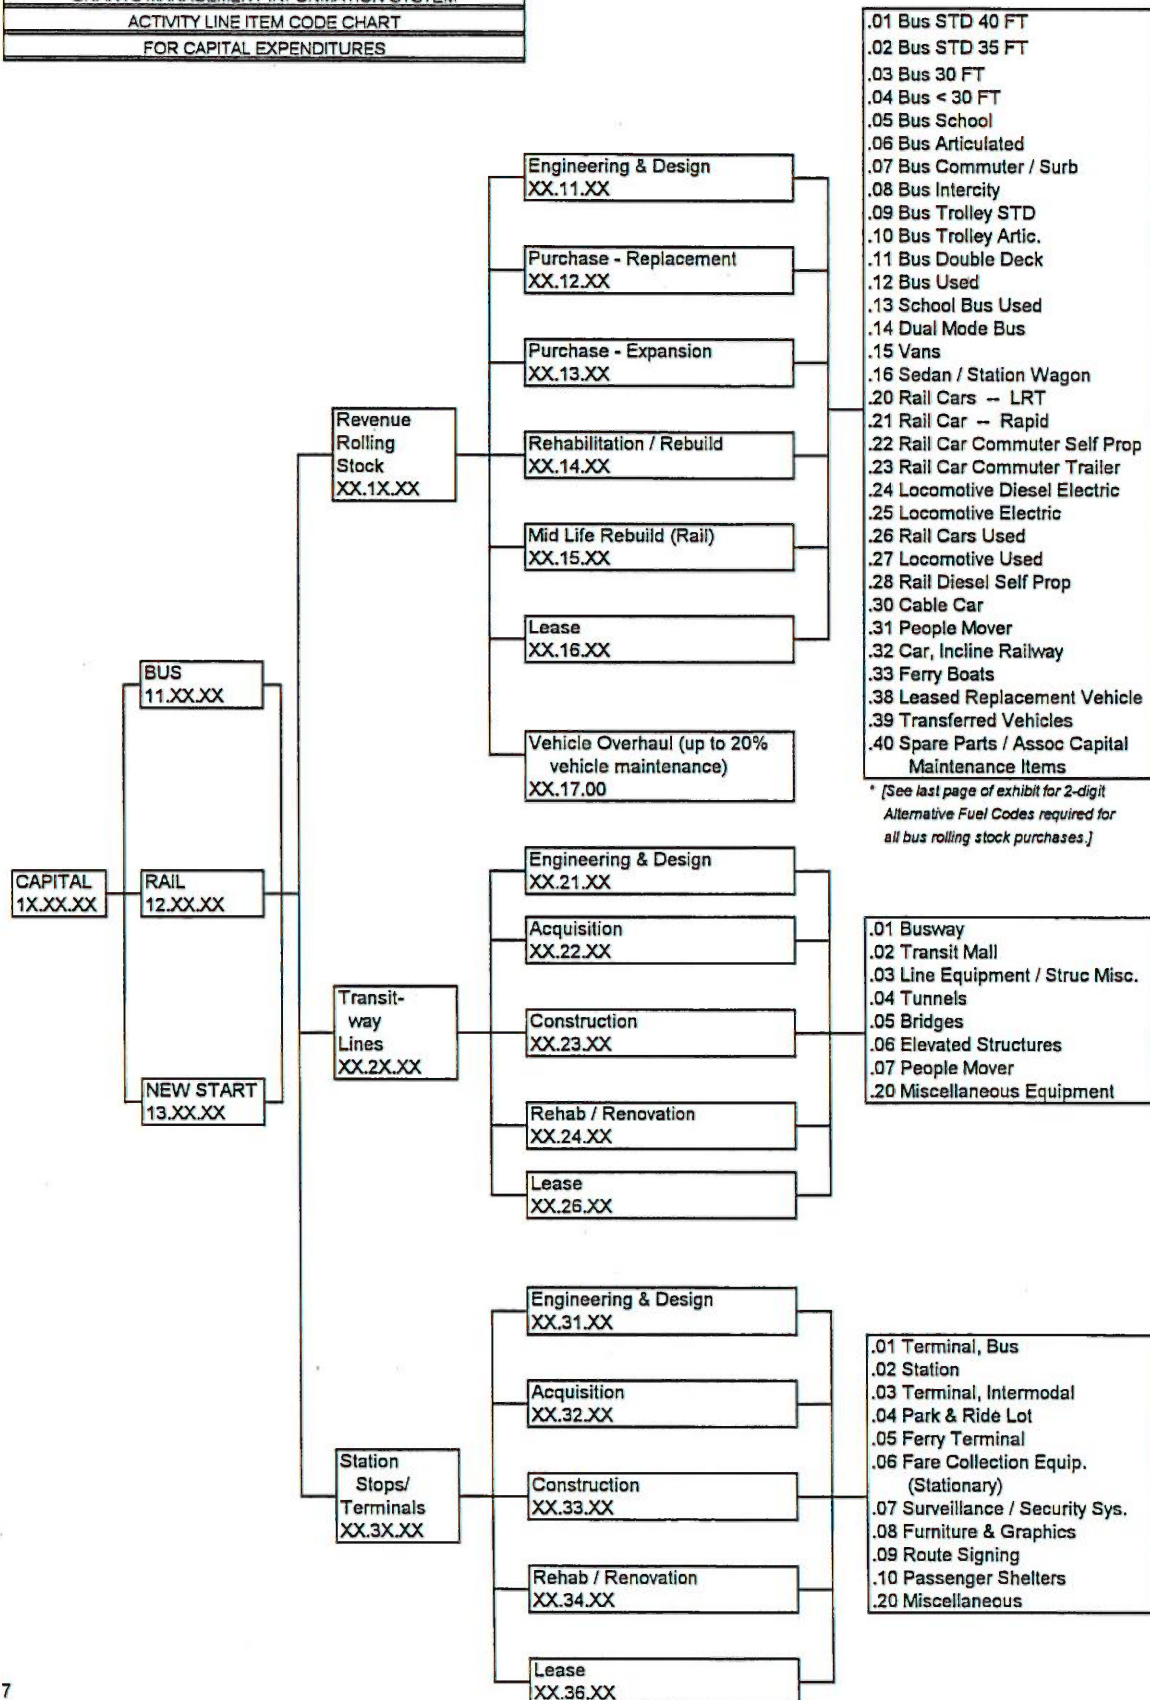 GRANTS MANAGEMENT INFORMATION SYSTEM
ACTIVITY LINE ITEM CODE CHART
FOR CAPITAL EXPENDITURES
CAPITAL
1X.XX.XX
BUS
11.XX.XX
RAIL
12.XX.XX
NEW START
13.XX.XX
Revenue
Rolling
Stock
XX.1X.XX
Engineering & Design
XX.11.XX
Purchase - Replacement
XX.12.XX
Purchase - Expansion
XX.13.XX
Rehabilitation / Rebuild
XX.14.XX
Mid Life Rebuild (Rail)
XX.15.XX
Lease
XX.16.XX
Vehicle Overhaul (up to 20%
vehicle maintenance)
XX.17.00
.01 Bus STD 40 FT
.02 Bus STD 35 FT
.03 Bus 30 FT
.04 Bus < 30 FT
.05 Bus School
.06 Bus Articulated
.07 Bus Commuter / Surb
.08 Bus Intercity
.09 Bus Trolley STD
.10 Bus Trolley Artic.
.11 Bus Double Deck
.12 Bus Used
.13 School Bus Used
.14 Dual Mode Bus
.15 Vans
.16 Sedan / Station Wagon
.20 Rail Cars -- LRT
.21 Rail Car -- Rapid
.22 Rail Car Commuter Self Prop
.23 Rail Car Commuter Trailer
.24 Locomotive Diesel Electric
.25 Locomotive Electric
.26 Rail Cars Used
.27 Locomotive Used
.28 Rail Diesel Self Prop
.30 Cable Car
.31 People Mover
.32 Car, Incline Railway
.33 Ferry Boats
.38 Leased Replacement Vehicle
.39 Transferred Vehicles
.40 Spare Parts / Assoc Capital
Maintenance Items
* [See last page of exhibit for 2-digit
Alternative Fuel Codes required for
all bus rolling stock purchases.]
Transit-
way
Lines
XX.2X.XX
Engineering & Design
XX.21.XX
Acquisition
XX.22.XX
Construction
XX.23.XX
Rehab / Renovation
XX.24.XX
Lease
XX.26.XX
.01 Busway
.02 Transit Mall
.03 Line Equipment / Struc Misc.
.04 Tunnels
.05 Bridges
.06 Elevated Structures
.07 People Mover
.20 Miscellaneous Equipment
Station
Stops/
Terminals
XX.3X.XX
Engineering & Design
XX.31.XX
Acquisition
XX.32.XX
Construction
XX.33.XX
Rehab / Renovation
XX.34.XX
Lease
XX.36.XX
.01 Terminal, Bus
.02 Station
.03 Terminal, Intermodal
.04 Park & Ride Lot
.05 Ferry Terminal
.06 Fare Collection Equip.
(Stationary)
.07 Surveillance / Security Sys.
.08 Furniture & Graphics
.09 Route Signing
.10 Passenger Shelters
.20 Miscellaneous
7